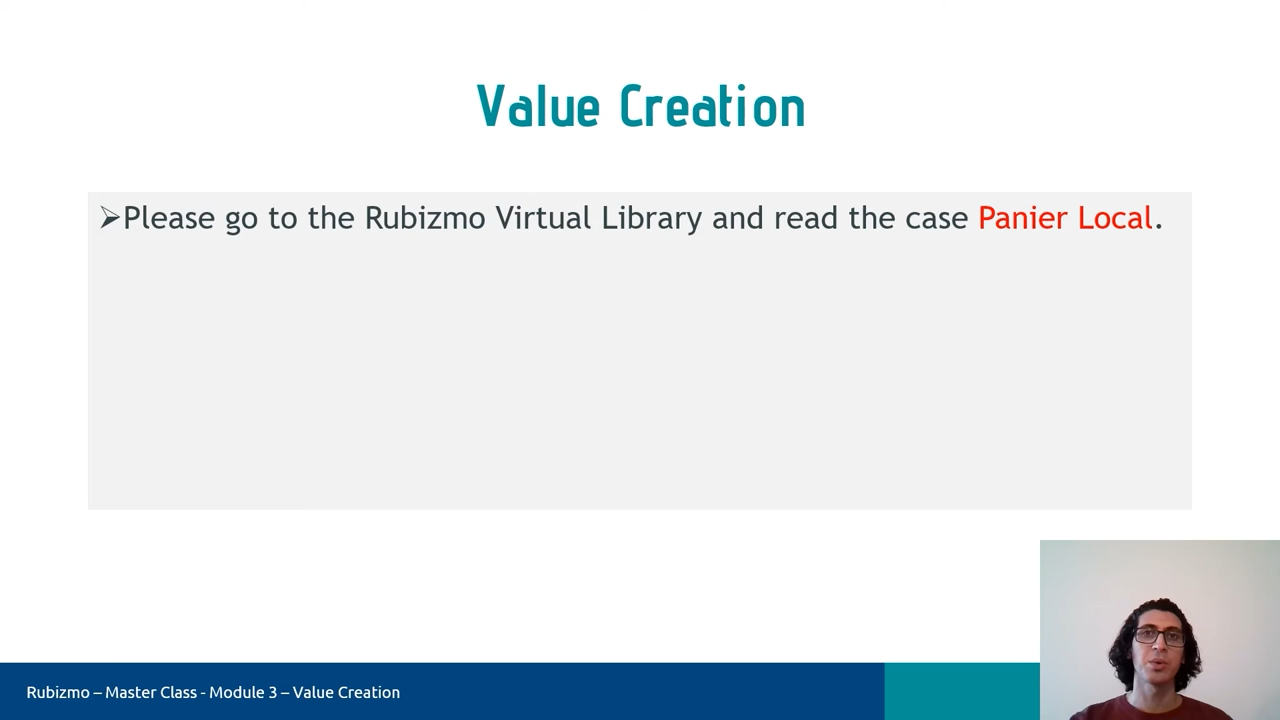 Value Creation
➢Please go to the Rubizmo Virtual Library and read the case Panier Local.
Rubizmo – Master Class - Module 3 – Value Creation